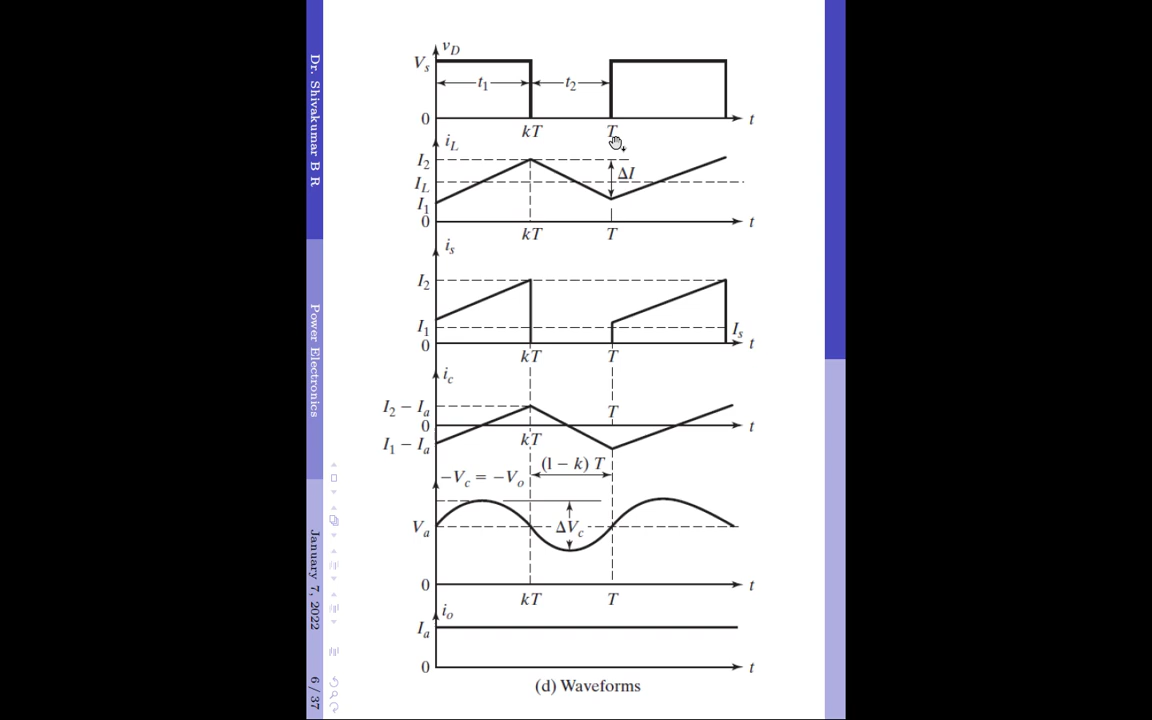 Dr. Shivakumar B R
Power Electronics
January 7, 2022
6 / 37
v_D
V_s
t_1
t_2
0
kT
T
t
i_L
I_2
I_L
I_1
0
ΔI
kT
T
t
i_s
I_2
I_1
0
I_s
kT
T
t
i_c
I_2 − I_a
0
I_1 − I_a
T
kT
t
(1 − k) T
−V_c = −V_o
V_a
ΔV_c
0
kT
T
t
i_o
I_a
0
t
(d) Waveforms